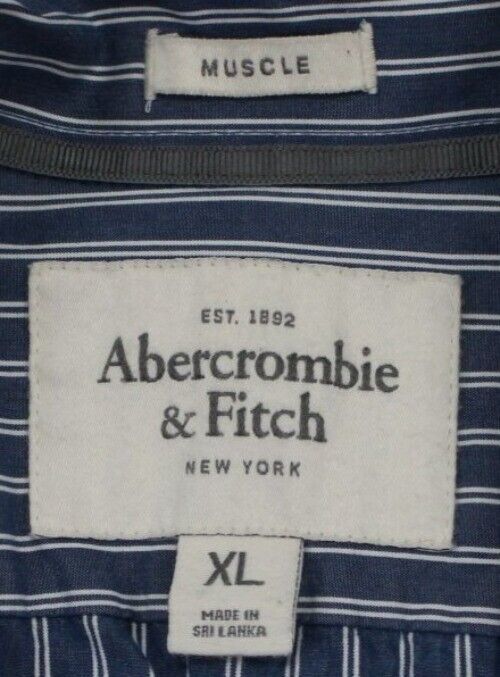 MUSCLE
EST. 1892
Abercrombie
& Fitch
NEW YORK
XL
MADE IN
SRI LANKA